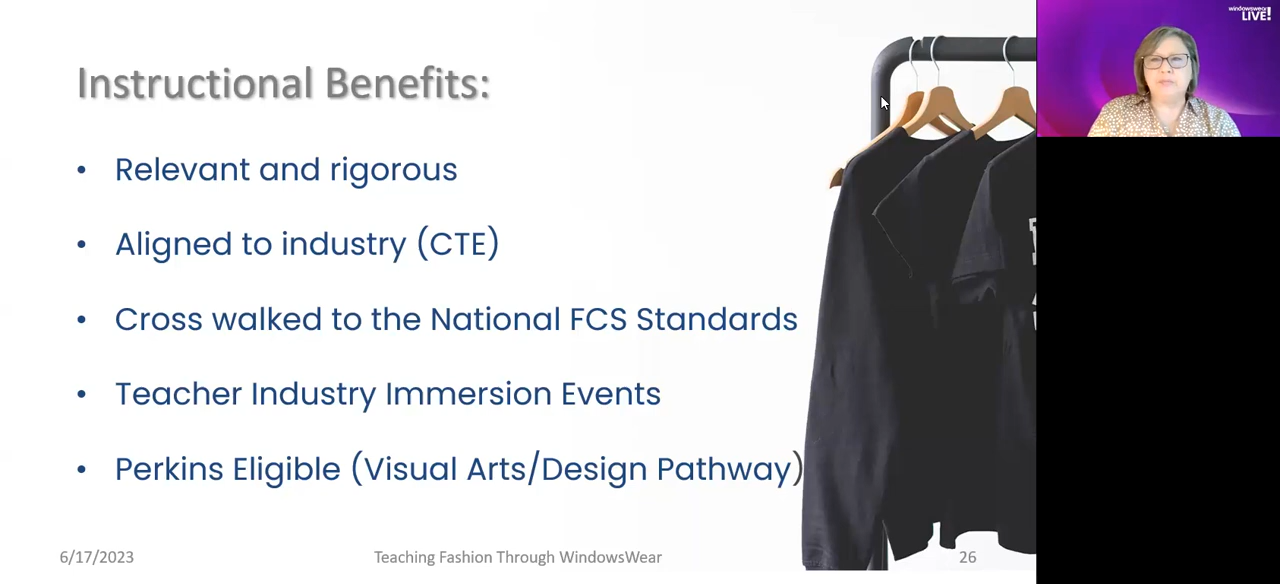 windowswear
LIVE!
Instructional Benefits:
• Relevant and rigorous
• Aligned to industry (CTE)
• Cross walked to the National FCS Standards
• Teacher Industry Immersion Events
• Perkins Eligible (Visual Arts/Design Pathway)
6/17/2023
Teaching Fashion Through WindowsWear
26